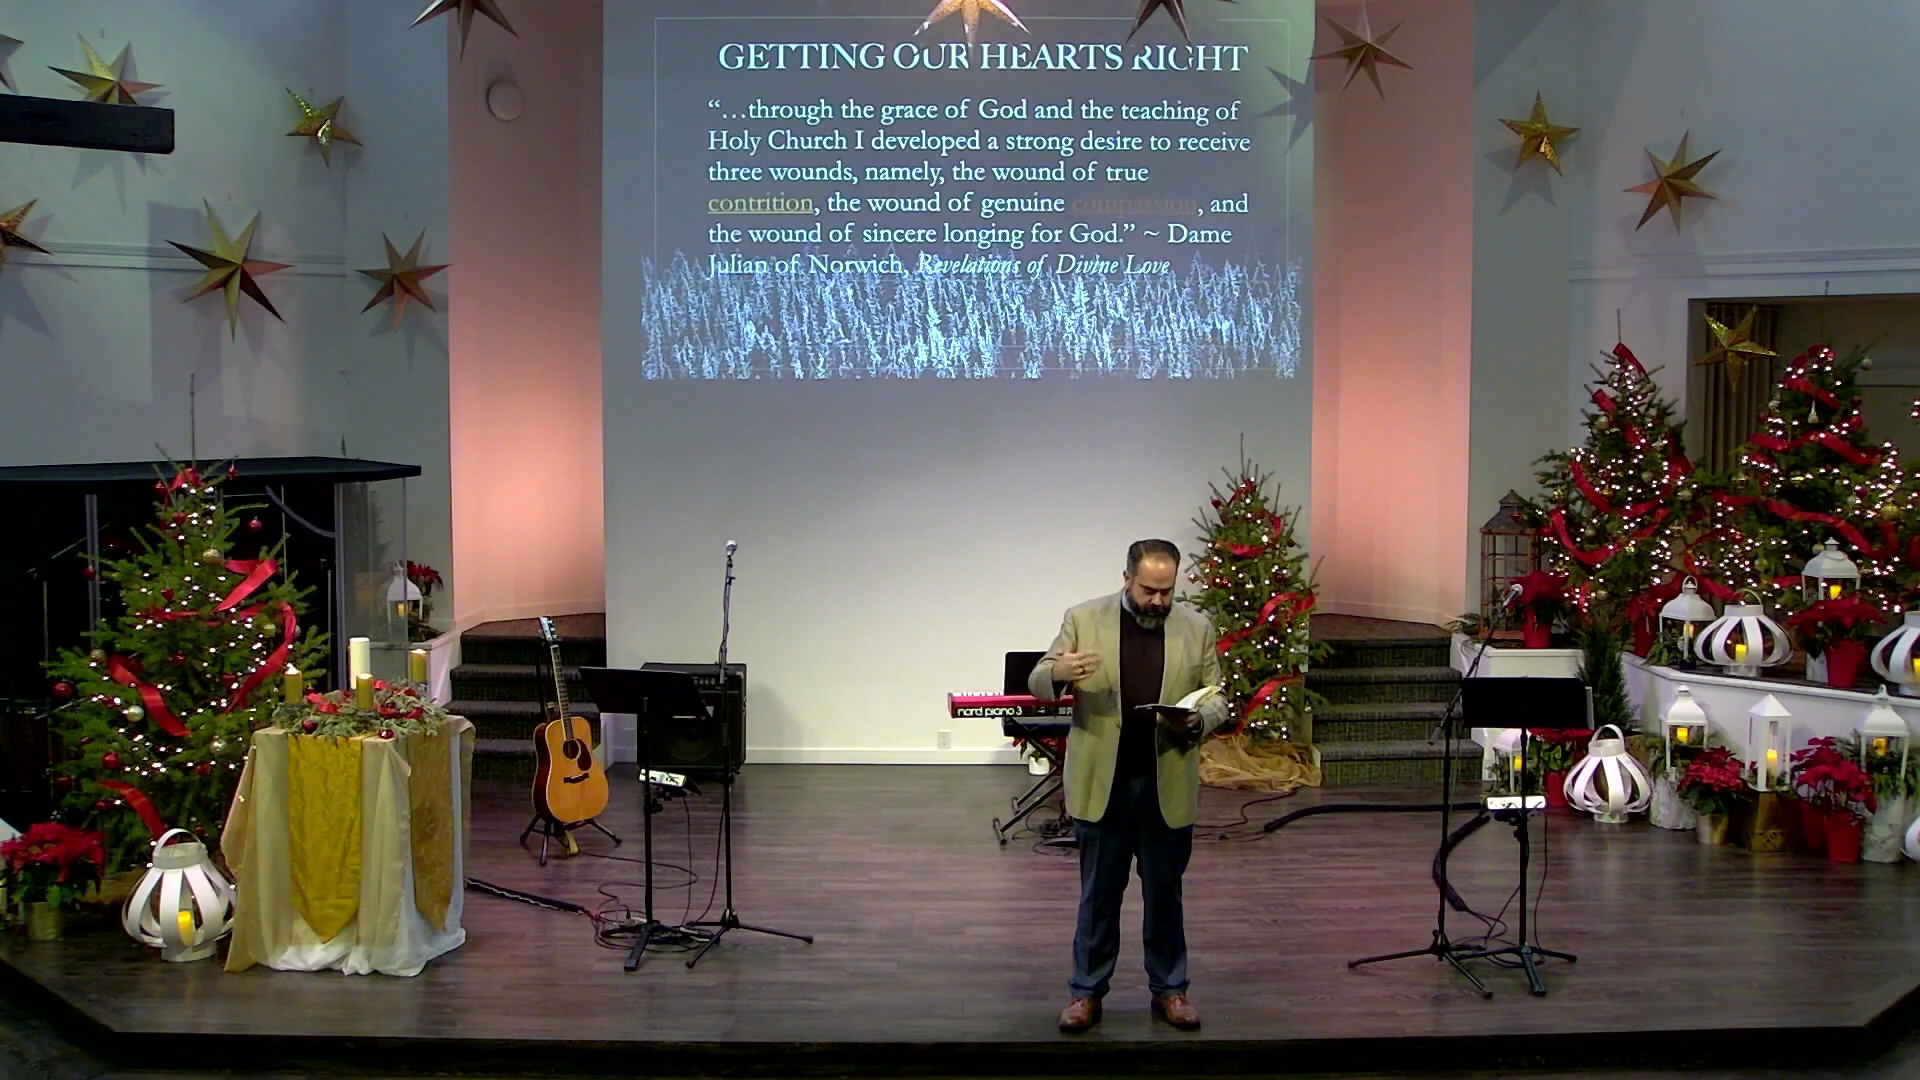 GETTING OUR HEARTS RIGHT
“…through the grace of God and the teaching of
Holy Church I developed a strong desire to receive
three wounds, namely, the wound of true
contrition, the wound of genuine compassion, and
the wound of sincere longing for God.” ~ Dame
Julian of Norwich, Revelations of Divine Love
nord piano 3